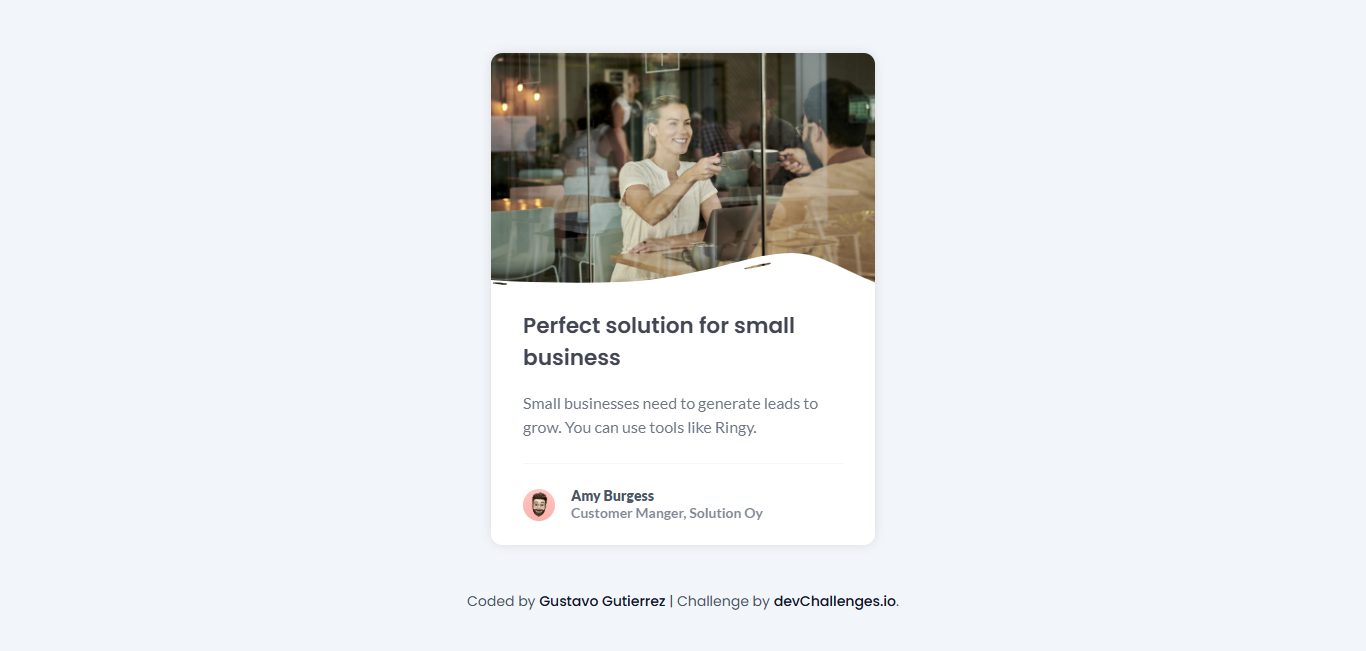 Perfect solution for small
business
Small businesses need to generate leads to
grow. You can use tools like Ringy.
Amy Burgess
Customer Manger, Solution Oy
Coded by Gustavo Gutierrez | Challenge by devChallenges.io.